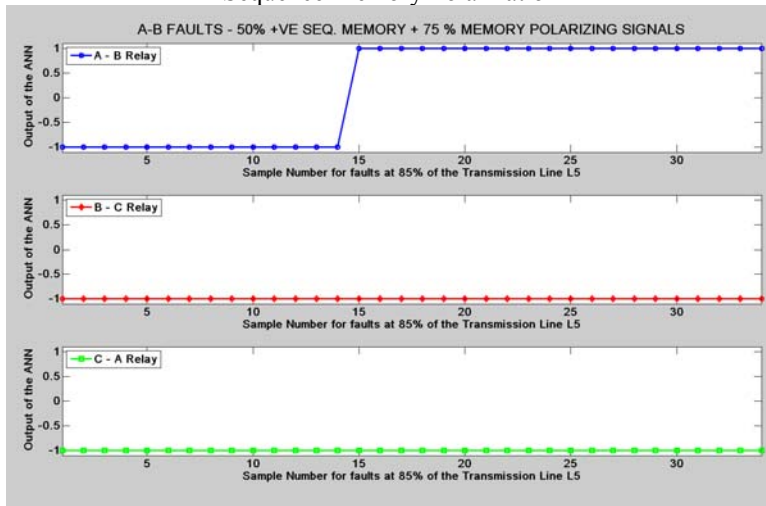 A-B FAULTS - 50% +VE SEQ. MEMORY + 75 % MEMORY POLARIZING SIGNALS
Output of the ANN
1
0.5
0
-0.5
-1
A - B Relay
5 10 15 20 25 30
Sample Number for faults at 85% of the Transmission Line L5
Output of the ANN
1
0.5
0
-0.5
-1
B - C Relay
5 10 15 20 25 30
Sample Number for faults at 85% of the Transmission Line L5
Output of the ANN
1
0.5
0
-0.5
-1
C - A Relay
5 10 15 20 25 30
Sample Number for faults at 85% of the Transmission Line L5